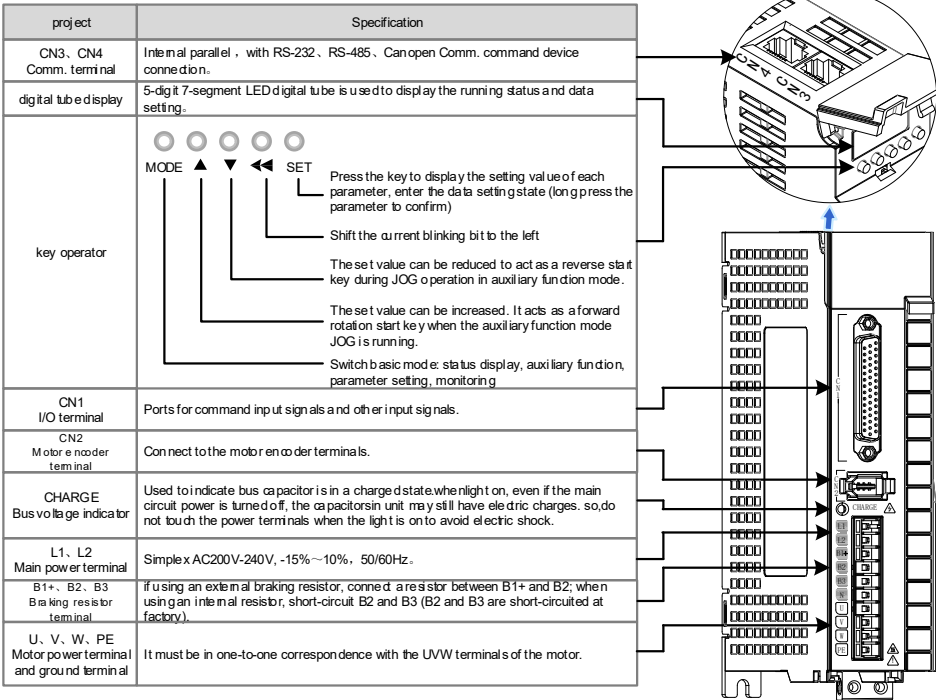 project
Specification
CN3、CN4
Comm. terminal
Internal parallel ，with RS-232、RS-485、Canopen Comm. command device
connection。
digital tube display
5-digit 7-segment LED digital tube is used to display the running status and data
setting。
key operator
MODE ▲ ▼ ◀◀ SET
Press the key to display the setting value of each
parameter, enter the data setting state (long press the
parameter to confirm)
Shift the current blinking bit to the left
The set value can be reduced to act as a reverse start
key during JOG operation in auxiliary function mode.
The set value can be increased. It acts as a forward
rotation start key when the auxiliary function mode
JOG is running.
Switch basic mode: status display, auxiliary function,
parameter setting, monitoring
CN1
I/O terminal
Ports for command input signals and other input signals.
CN2
Motor encoder
terminal
Connect to the motor encoder terminals.
CHARGE
Bus voltage indicator
Used to indicate bus capacitor is in a charged state.when light on, even if the main
circuit power is turned off, the capacitors in unit may still have electric charges. so,do
not touch the power terminals when the light is on to avoid electric shock.
L1、L2
Main power terminal
Simplex AC200V-240V, -15%～10%，50/60Hz。
B1+、B2、B3
Braking resistor
terminal
if using an external braking resistor, connect a resistor between B1+ and B2; when
using an internal resistor, short-circuit B2 and B3 (B2 and B3 are short-circuited at
factory).
U、V、W、PE
Motor power terminal
and ground terminal
It must be in one-to-one correspondence with the UVW terminals of the motor.
CN4 CN3
CN1
CN2
CHARGE
L1
L2
B1+
B2
B3
N
U
V
W
PE